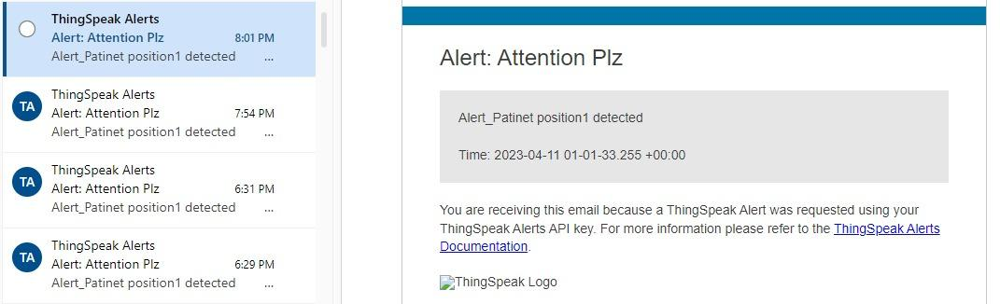 ThingSpeak Alerts
Alert: Attention Plz 8:01 PM
Alert_Patinet position1 detected ...
TA
ThingSpeak Alerts
Alert: Attention Plz 7:54 PM
Alert_Patinet position1 detected ...
TA
ThingSpeak Alerts
Alert: Attention Plz 6:31 PM
Alert_Patinet position1 detected ...
TA
ThingSpeak Alerts
Alert: Attention Plz 6:29 PM
Alert_Patinet position1 detected ...
Alert: Attention Plz
Alert_Patinet position1 detected
Time: 2023-04-11 01-01-33.255 +00:00
You are receiving this email because a ThingSpeak Alert was requested using your
ThingSpeak Alerts API key. For more information please refer to the ThingSpeak Alerts
Documentation.
ThingSpeak Logo